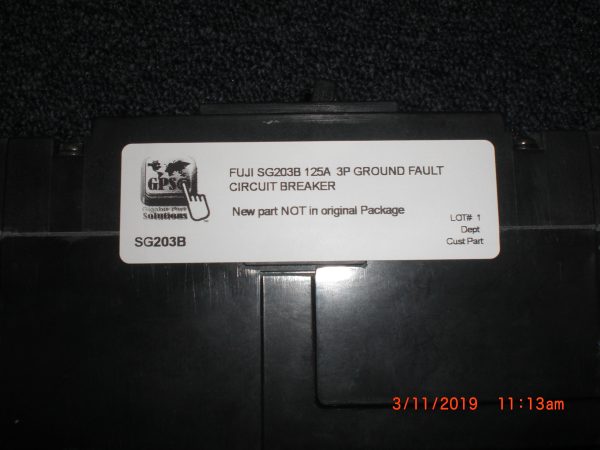 GPS
FUJI SG203B 125A 3P GROUND FAULT
CIRCUIT BREAKER
New part NOT in original Package
Solutions
SG203B
LOT# 1
Dept
Cust Part
3/11/2019 11:13am